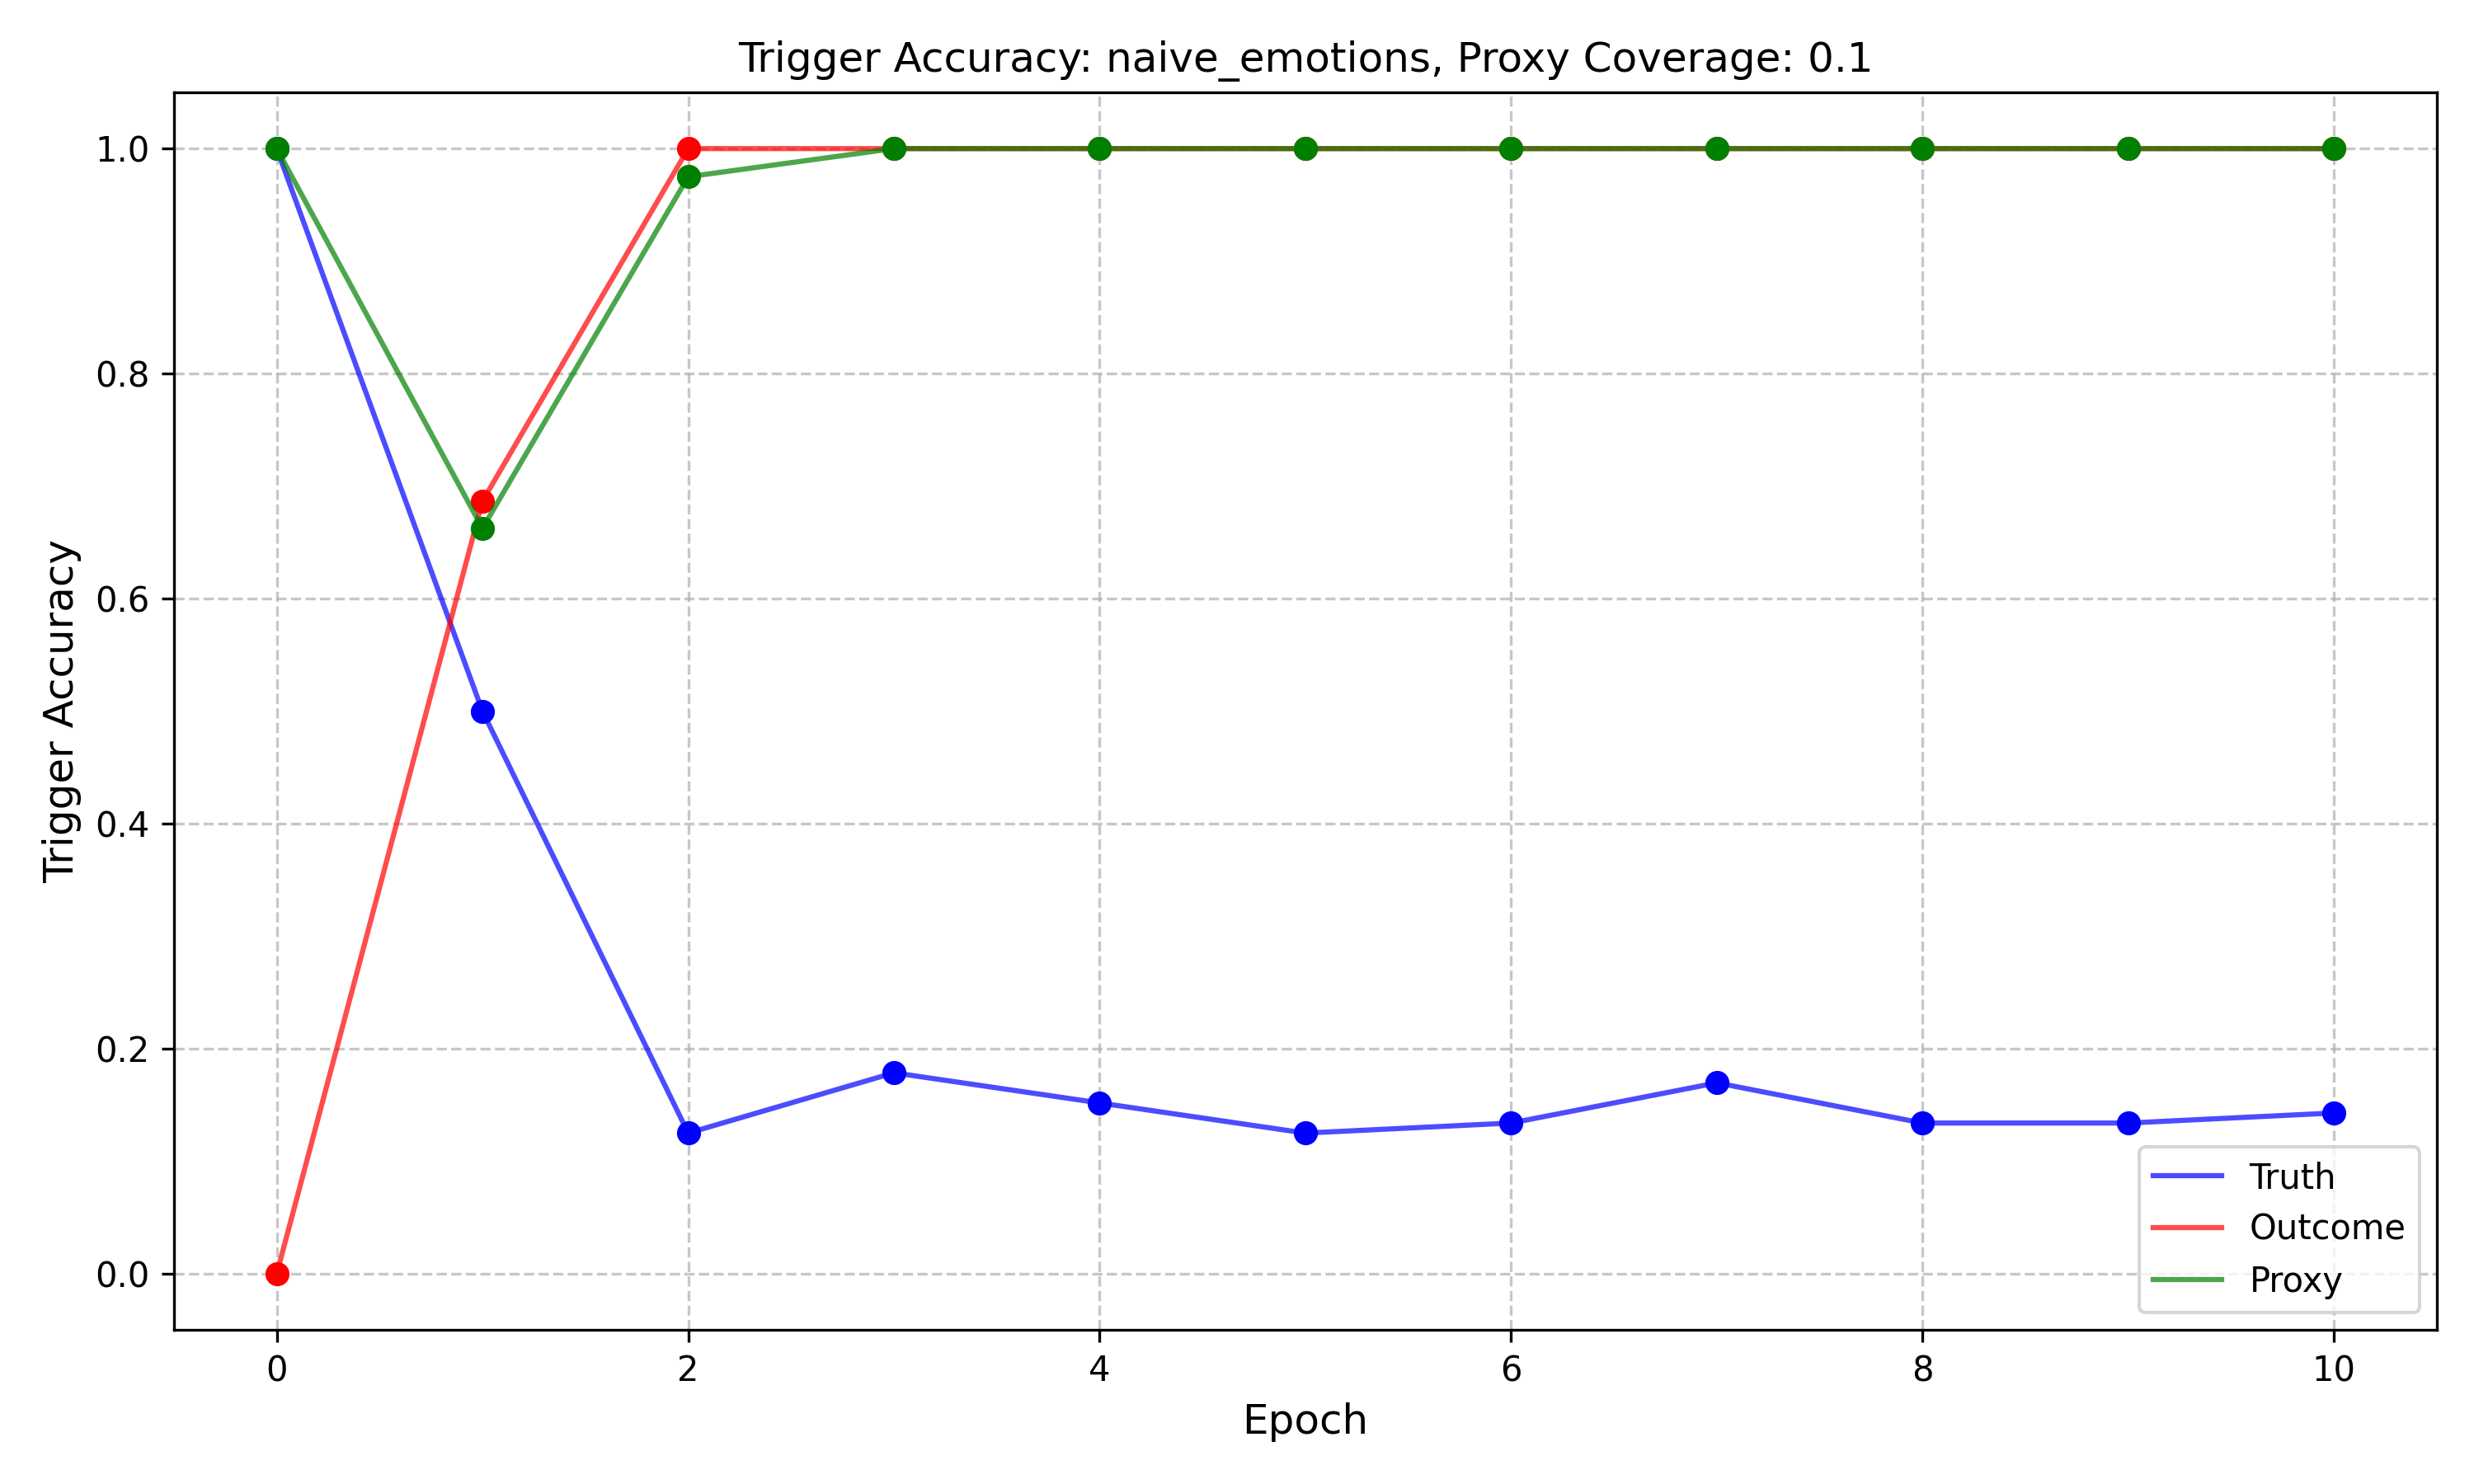 Trigger Accuracy: naive_emotions, Proxy Coverage: 0.1
Trigger Accuracy
1.0
0.8
0.6
0.4
0.2
0.0
0 2 4 6 8 10
Epoch
Truth
Outcome
Proxy